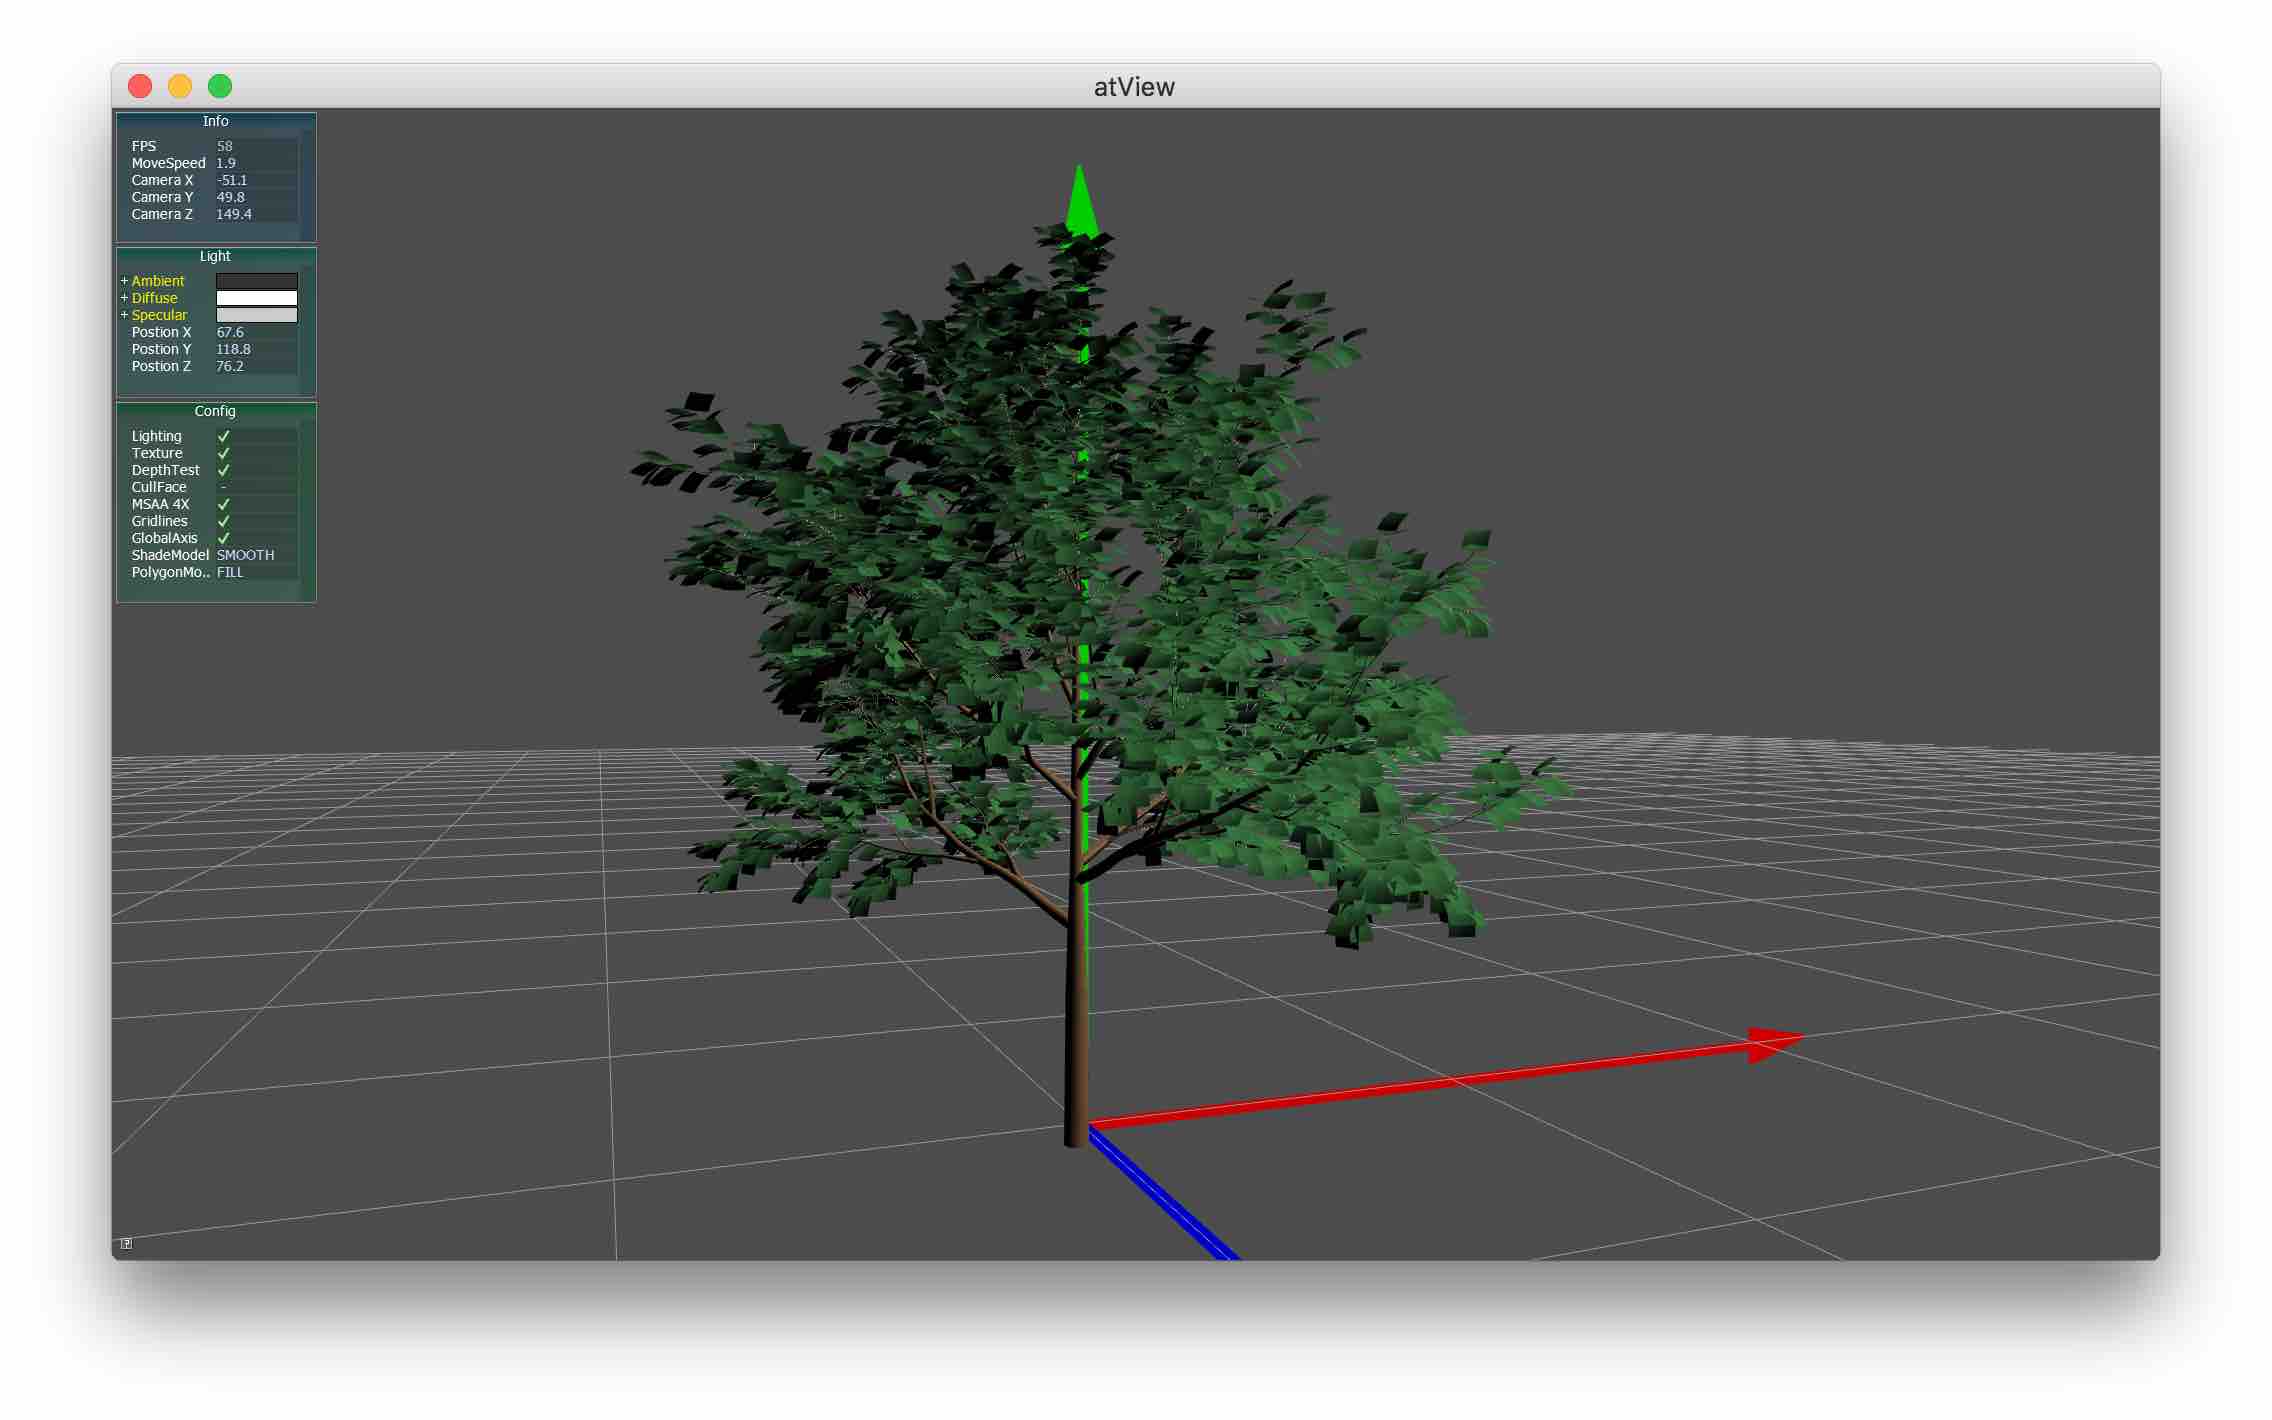 atView
Info
FPS 58
MoveSpeed 1.9
Camera X -51.1
Camera Y 49.8
Camera Z 149.4
Light
+ Ambient
+ Diffuse
+ Specular
Postion X 67.6
Postion Y 118.8
Postion Z 76.2
Config
Lighting ✓
Texture ✓
DepthTest ✓
CullFace -
MSAA 4X ✓
Gridlines ✓
GlobalAxis ✓
ShadeModel SMOOTH
PolygonMo.. FILL
?